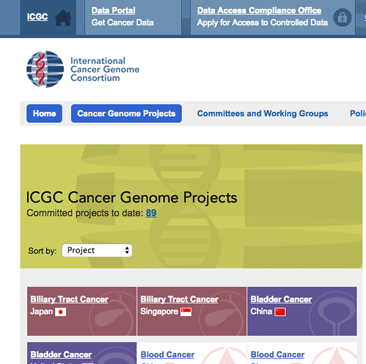 ICGC
Data Portal
Get Cancer Data
Data Access Compliance Office
Apply for Access to Controlled Data
International
Cancer Genome
Consortium
Home
Cancer Genome Projects
Committees and Working Groups
Poli
ICGC Cancer Genome Projects
Committed projects to date: 89
Sort by:
Project
Biliary Tract Cancer
Japan
Biliary Tract Cancer
Singapore
Bladder Cancer
China
Bladder Cancer
Blood Cancer
Blood Cancer